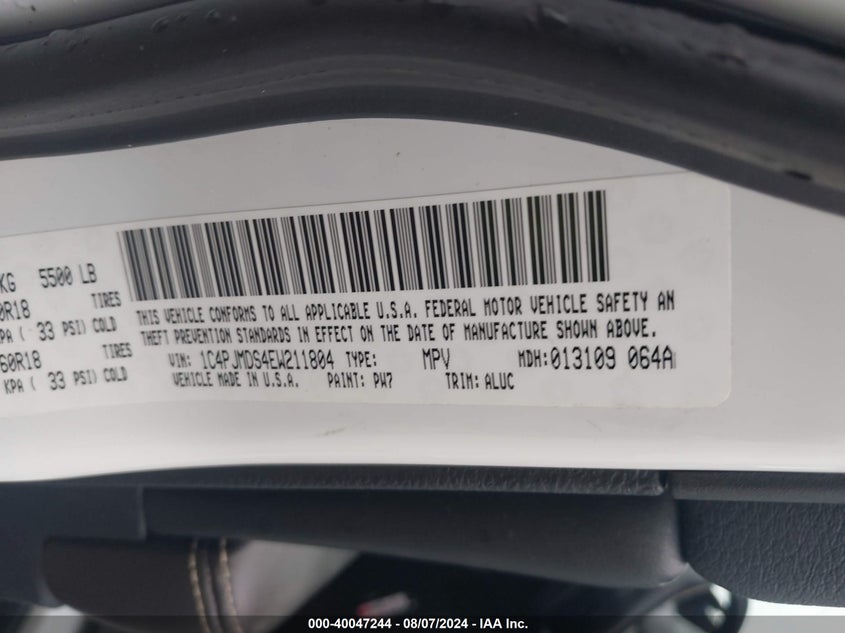 KG 5500 LB
0R18 TIRES
KPA ( 33 PSI) COLD
60R18 TIRES
KPA ( 33 PSI) COLD
THIS VEHICLE CONFORMS TO ALL APPLICABLE U.S.A. FEDERAL MOTOR VEHICLE SAFETY AN
THEFT PREVENTION STANDARDS IN EFFECT ON THE DATE OF MANUFACTURE SHOWN ABOVE.
VIN: 1C4PJMDS4EW211804 TYPE: MPV MDH:013109 064A
VEHICLE MADE IN U.S.A. PAINT: PW7 TRIM: ALUC
000-40047244 - 08/07/2024 - IAA Inc.